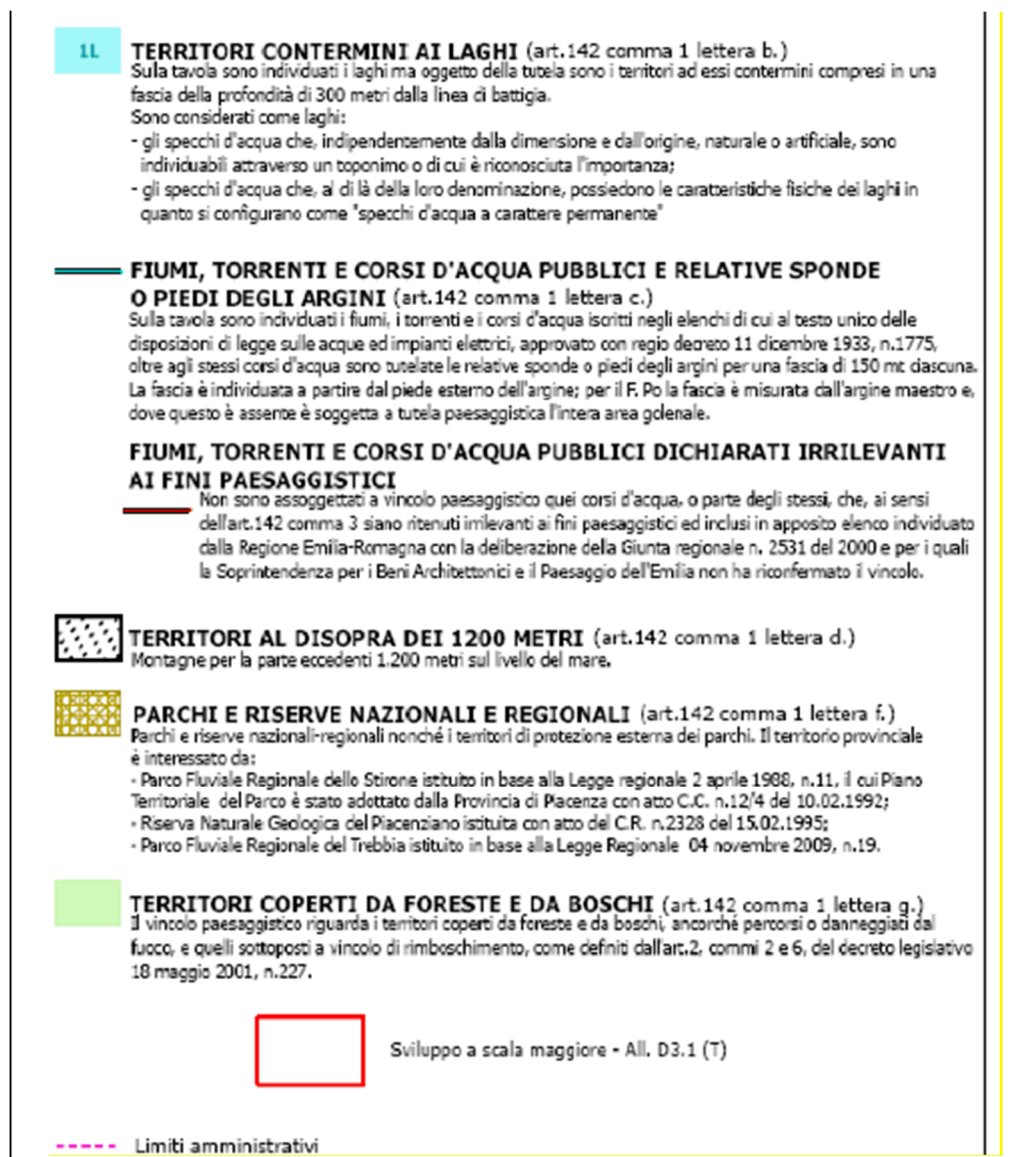 1L TERRITORI CONTERMINI AI LAGHI (art.142 comma 1 lettera b.)
Sulla tavola sono individuati i laghi ma oggetto della tutela sono i territori ad essi contermini compresi in una
fascia della profondità di 300 metri dalla linea di battigia.
Sono considerati come laghi:
- gli specchi d'acqua che, indipendentemente dalla dimensione e dall'origine, naturale o artificiale, sono
individuabili attraverso un toponimo o di cui è riconosciuta l'importanza;
- gli specchi d'acqua che, al di là della loro denominazione, possiedono le caratteristiche fisiche dei laghi in
quanto si configurano come "specchi d'acqua a carattere permanente"
FIUMI, TORRENTI E CORSI D'ACQUA PUBBLICI E RELATIVE SPONDE
O PIEDI DEGLI ARGINI (art.142 comma 1 lettera c.)
Sulla tavola sono individuati i fiumi, i torrenti e i corsi d'acqua iscritti negli elenchi di cui al testo unico delle
disposizioni di legge sulle acque ed impianti elettrici, approvato con regio decreto 11 dicembre 1933, n.1775,
oltre agli stessi corsi d'acqua sono tutelate le relative sponde o piedi degli argini per una fascia di 150 mt ciascuna.
La fascia è individuata a partire dal piede esterno dell'argine; per il F. Po la fascia è misurata dall'argine maestro e,
dove questo è assente è soggetta a tutela paesaggistica l'intera area golenale.
FIUMI, TORRENTI E CORSI D'ACQUA PUBBLICI DICHIARATI IRRILEVANTI
AI FINI PAESAGGISTICI
Non sono assoggettati a vincolo paesaggistico quei corsi d'acqua, o parte degli stessi, che, ai sensi
dell'art.142 comma 3 siano ritenuti irrilevanti ai fini paesaggistici ed inclusi in apposito elenco individuato
dalla Regione Emilia-Romagna con la deliberazione della Giunta regionale n. 2531 del 2000 e per i quali
la Soprintendenza per i Beni Architettonici e il Paesaggio dell'Emilia non ha riconfermato il vincolo.
TERRITORI AL DISOPRA DEI 1200 METRI (art.142 comma 1 lettera d.)
Montagne per la parte eccedenti 1.200 metri sul livello del mare.
PARCHI E RISERVE NAZIONALI E REGIONALI (art.142 comma 1 lettera f.)
Parchi e riserve nazionali-regionali nonché i territori di protezione esterna dei parchi. Il territorio provinciale
è interessato da:
- Parco Fluviale Regionale dello Stirone istituito in base alla Legge regionale 2 aprile 1988, n.11, il cui Piano
Territoriale del Parco è stato adottato dalla Provincia di Piacenza con atto C.C. n.12/4 del 10.02.1992;
- Riserva Naturale Geologica del Piacenziano istituita con atto del C.R. n.2328 del 15.02.1995;
- Parco Fluviale Regionale del Trebbia istituito in base alla Legge Regionale 04 novembre 2009, n.19.
TERRITORI COPERTI DA FORESTE E DA BOSCHI (art.142 comma 1 lettera g.)
Il vincolo paesaggistico riguarda i territori coperti da foreste e da boschi, ancorché percorsi o danneggiati dal
fuoco, e quelli sottoposti a vincolo di rimboschimento, come definiti dall'art.2, commi 2 e 6, del decreto legislativo
18 maggio 2001, n.227.
Sviluppo a scala maggiore - All. D3.1 (T)
Limiti amministrativi